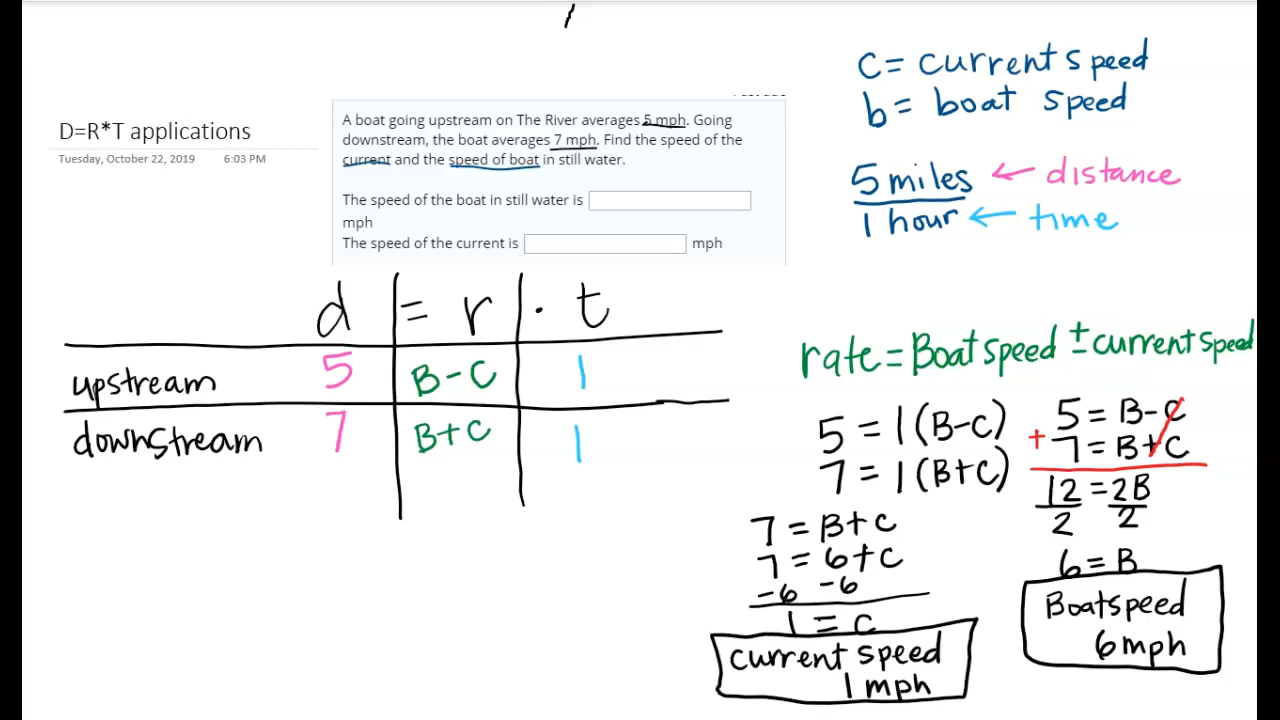 D=R*T applications
Tuesday, October 22, 2019 6:03 PM
A boat going upstream on The River averages 5 mph. Going
downstream, the boat averages 7 mph. Find the speed of the
current and the speed of boat in still water.
The speed of the boat in still water is
mph
The speed of the current is mph
c = current speed
b = boat speed
5 miles ← distance
1 hour ← time
d = r · t
upstream 5 B-C 1
downstream 7 B+C 1
rate = Boat speed ± current speed
5 = 1(B-C)
7 = 1(B+C)
5 = B-C
+ 7 = B+C
12 = 2B
2 2
6 = B
Boat speed
6 mph
7 = B+C
7 = 6+C
-6 -6
1 = C
current speed
1 mph